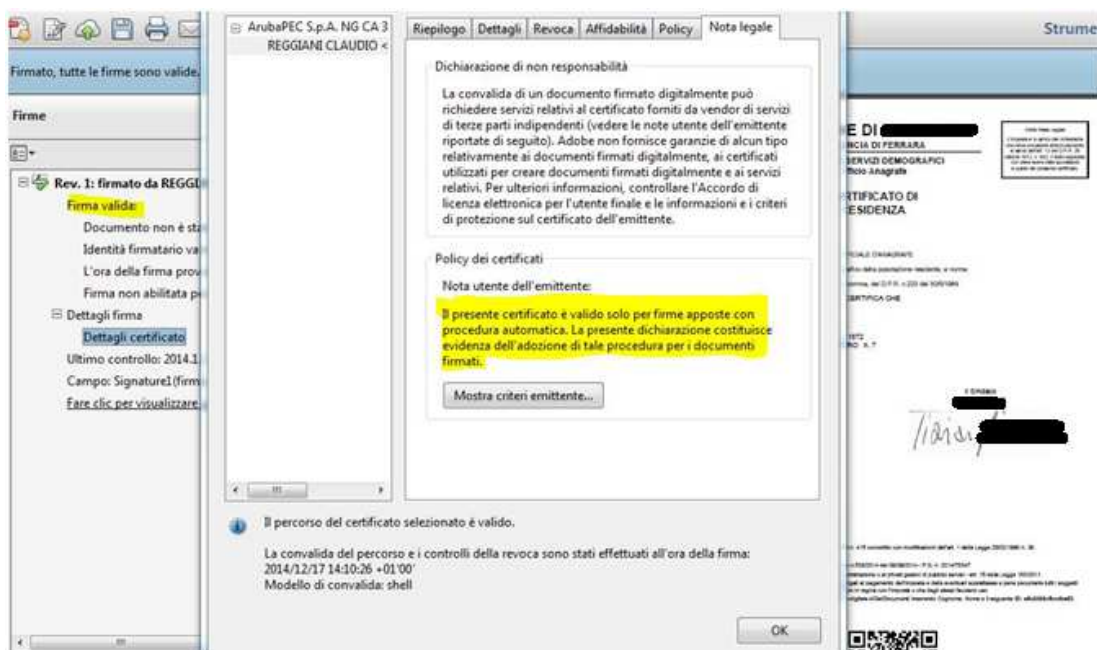 Strume
Firmato, tutte le firme sono valide.
Firme
Rev. 1: firmato da REGGI
Firma valida:
Documento non è sta
Identità firmatario va
L'ora della firma prov
Firma non abilitata p
Dettagli firma
Dettagli certificato
Ultimo controllo: 2014.1
Campo: Signature1 (firm
Fare clic per visualizzare
ArubaPEC S.p.A. NG CA 3
REGGIANI CLAUDIO <
Riepilogo Dettagli Revoca Affidabilità Policy Nota legale
Dichiarazione di non responsabilità
La convalida di un documento firmato digitalmente può
richiedere servizi relativi al certificato forniti da vendor di servizi
di terze parti indipendenti (vedere le note utente dell'emittente
riportate di seguito). Adobe non fornisce garanzie di alcun tipo
relativamente ai documenti firmati digitalmente, ai certificati
utilizzati per creare documenti firmati digitalmente e ai servizi
relativi. Per ulteriori informazioni, controllare l'Accordo di
licenza elettronica per l'utente finale e le informazioni e i criteri
di protezione sul certificato dell'emittente.
Policy dei certificati
Nota utente dell'emittente:
Il presente certificato è valido solo per firme apposte con
procedura automatica. La presente dichiarazione costituisce
evidenza dell'adozione di tale procedura per i documenti
firmati.
Mostra criteri emittente...
Il percorso del certificato selezionato è valido.
La convalida del percorso e i controlli della revoca sono stati effettuati all'ora della firma:
2014/12/17 14:10:26 +01'00'
Modello di convalida: shell
OK
E DI
NCIA DI FERRARA
SERVIZI DEMOGRAFICI
fficio Anagrafe
RTIFICATO DI
ESIDENZA
CERTIFICA CHE
Il Sindaco